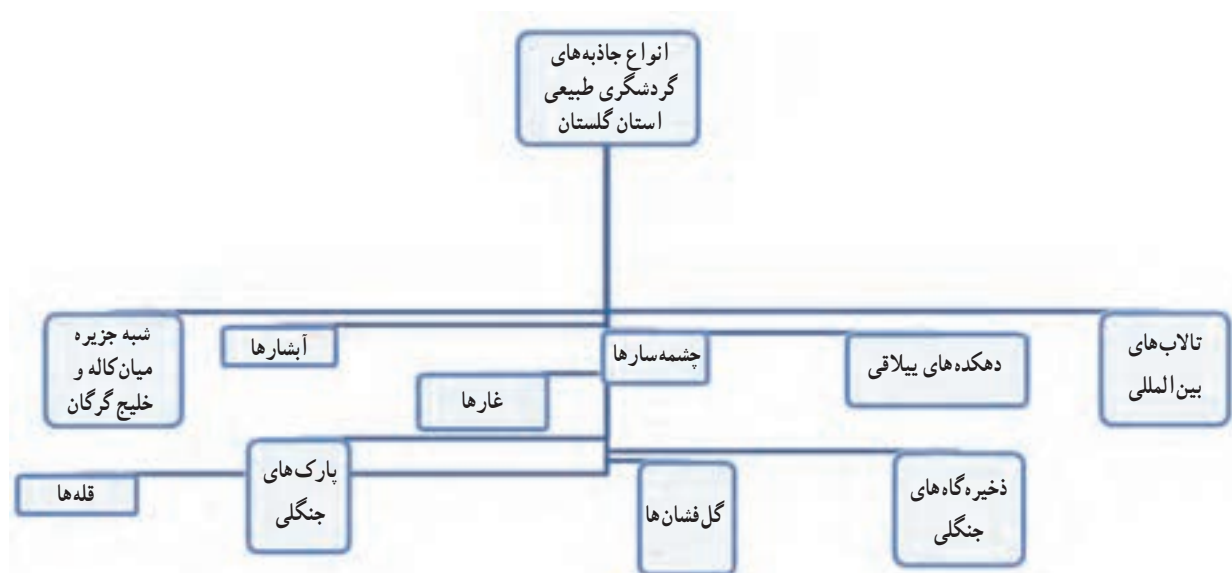 انواع جاذبه‌های
گردشگری طبیعی
استان گلستان
تالاب‌های
بین‌المللی
دهکده‌های ییلاقی
چشمه‌سارها
آبشارها
شبه جزیره
میان‌کاله و
خلیج گرگان
غارها
ذخیره‌گاه‌های
جنگلی
گل‌فشان‌ها
پارک‌های
جنگلی
قله‌ها